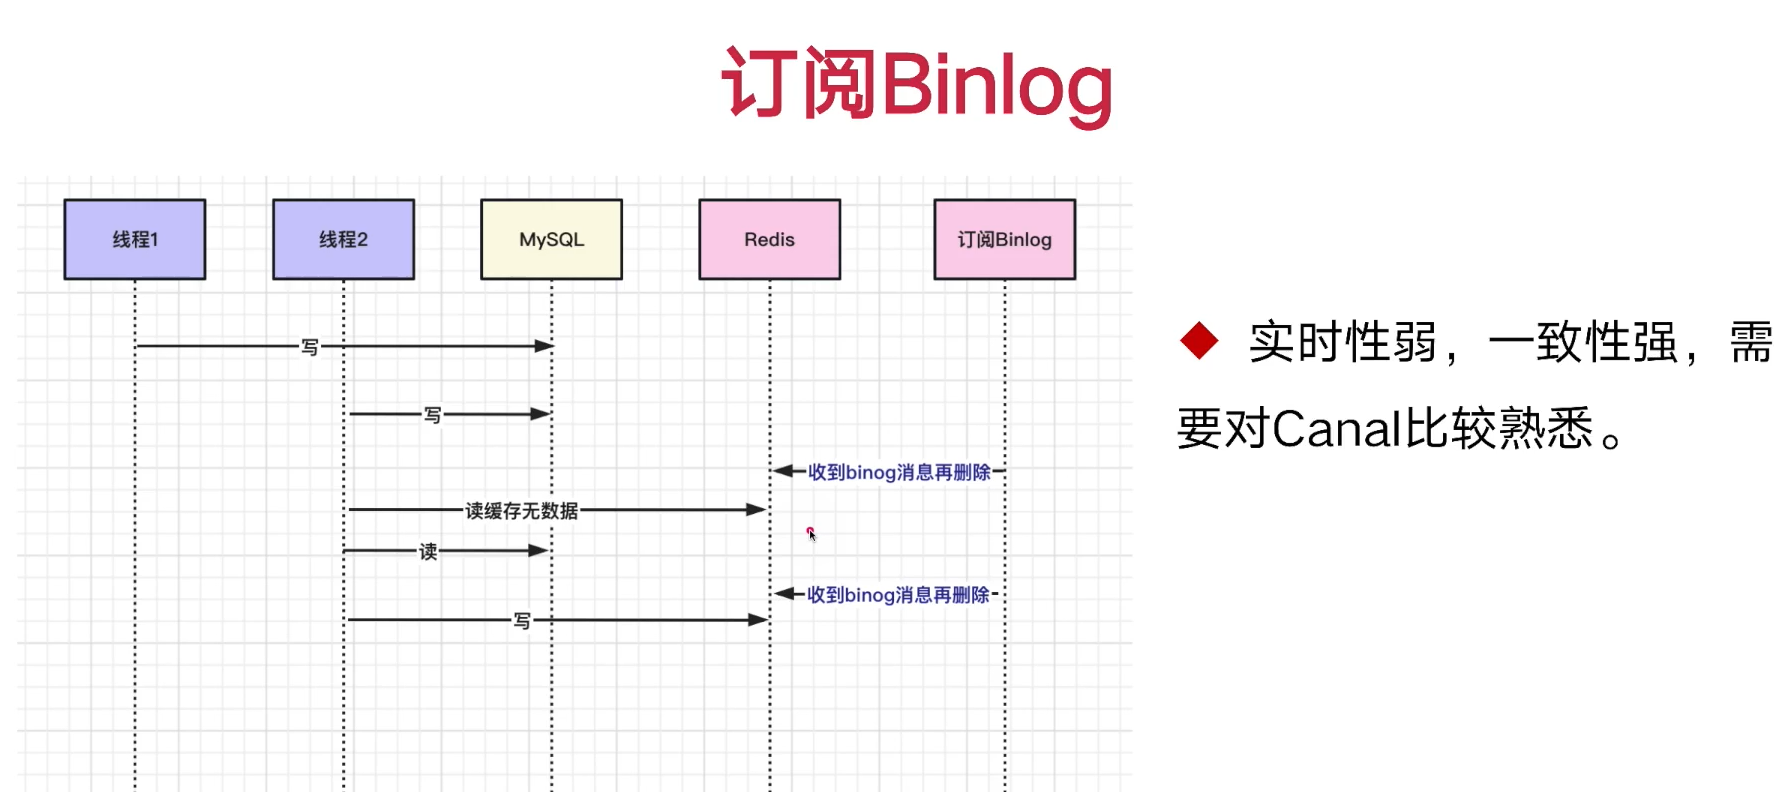 订阅Binlog
线程1
线程2
MySQL
Redis
订阅Binlog
写
写
收到binog消息再删除
读缓存无数据
读
收到binog消息再删除
写
实时性弱，一致性强，需
要对Canal比较熟悉。